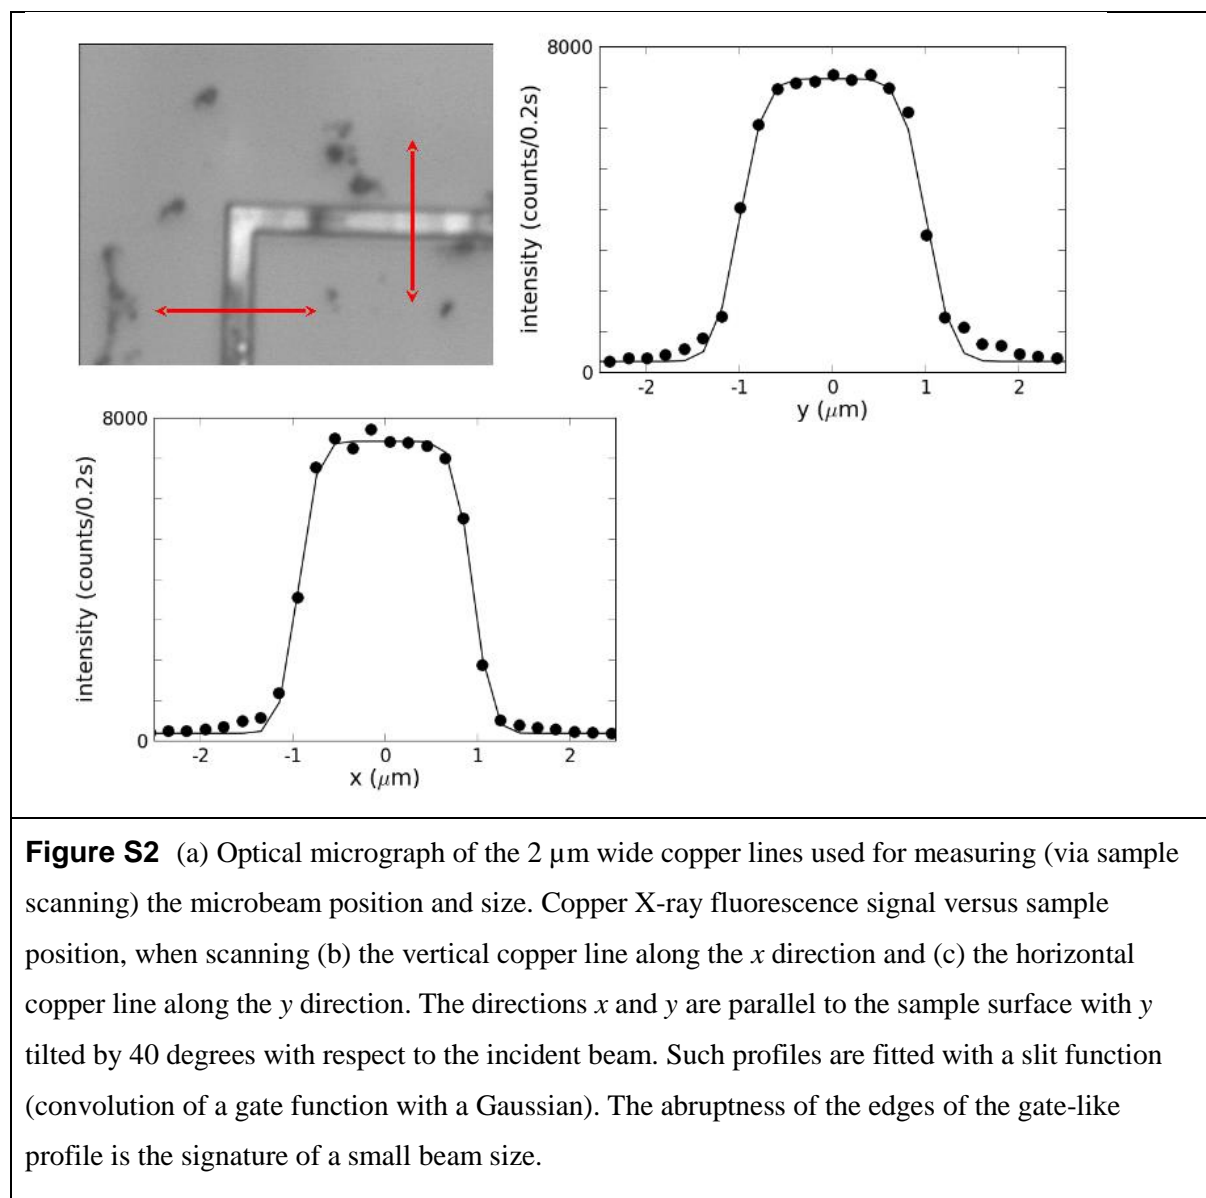 8000
intensity (counts/0.2s)
0
-2 -1 0 1 2
y (μm)
8000
intensity (counts/0.2s)
0
-2 -1 0 1 2
x (μm)
Figure S2 (a) Optical micrograph of the 2 µm wide copper lines used for measuring (via sample
scanning) the microbeam position and size. Copper X-ray fluorescence signal versus sample
position, when scanning (b) the vertical copper line along the x direction and (c) the horizontal
copper line along the y direction. The directions x and y are parallel to the sample surface with y
tilted by 40 degrees with respect to the incident beam. Such profiles are fitted with a slit function
(convolution of a gate function with a Gaussian). The abruptness of the edges of the gate-like
profile is the signature of a small beam size.